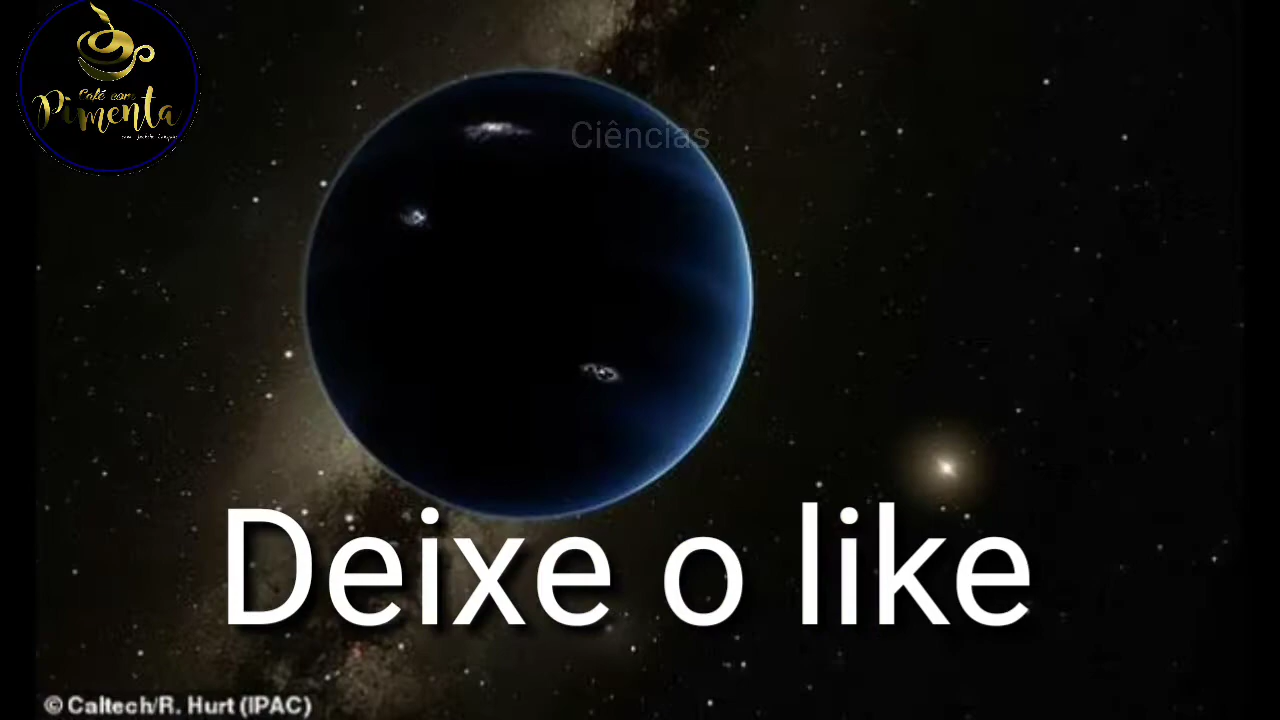 Café com
Pimenta
Ciências
Deixe o like
© Caltech/R. Hurt (IPAC)